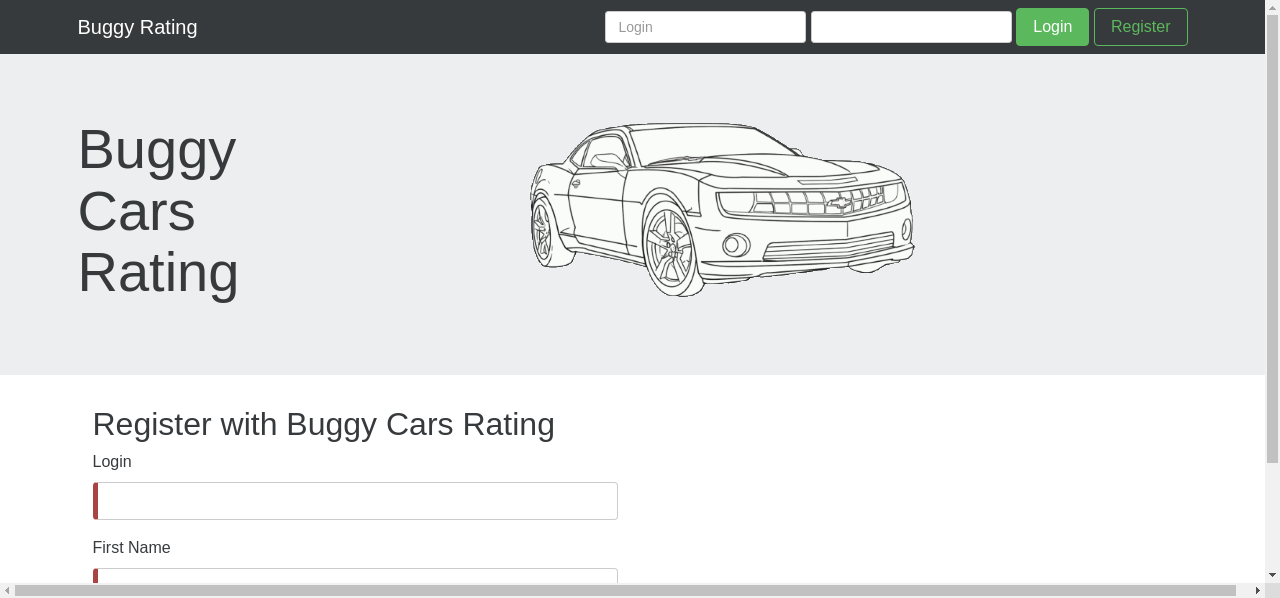 Buggy Rating
Login
Login
Register
Buggy
Cars
Rating
Register with Buggy Cars Rating
Login
First Name